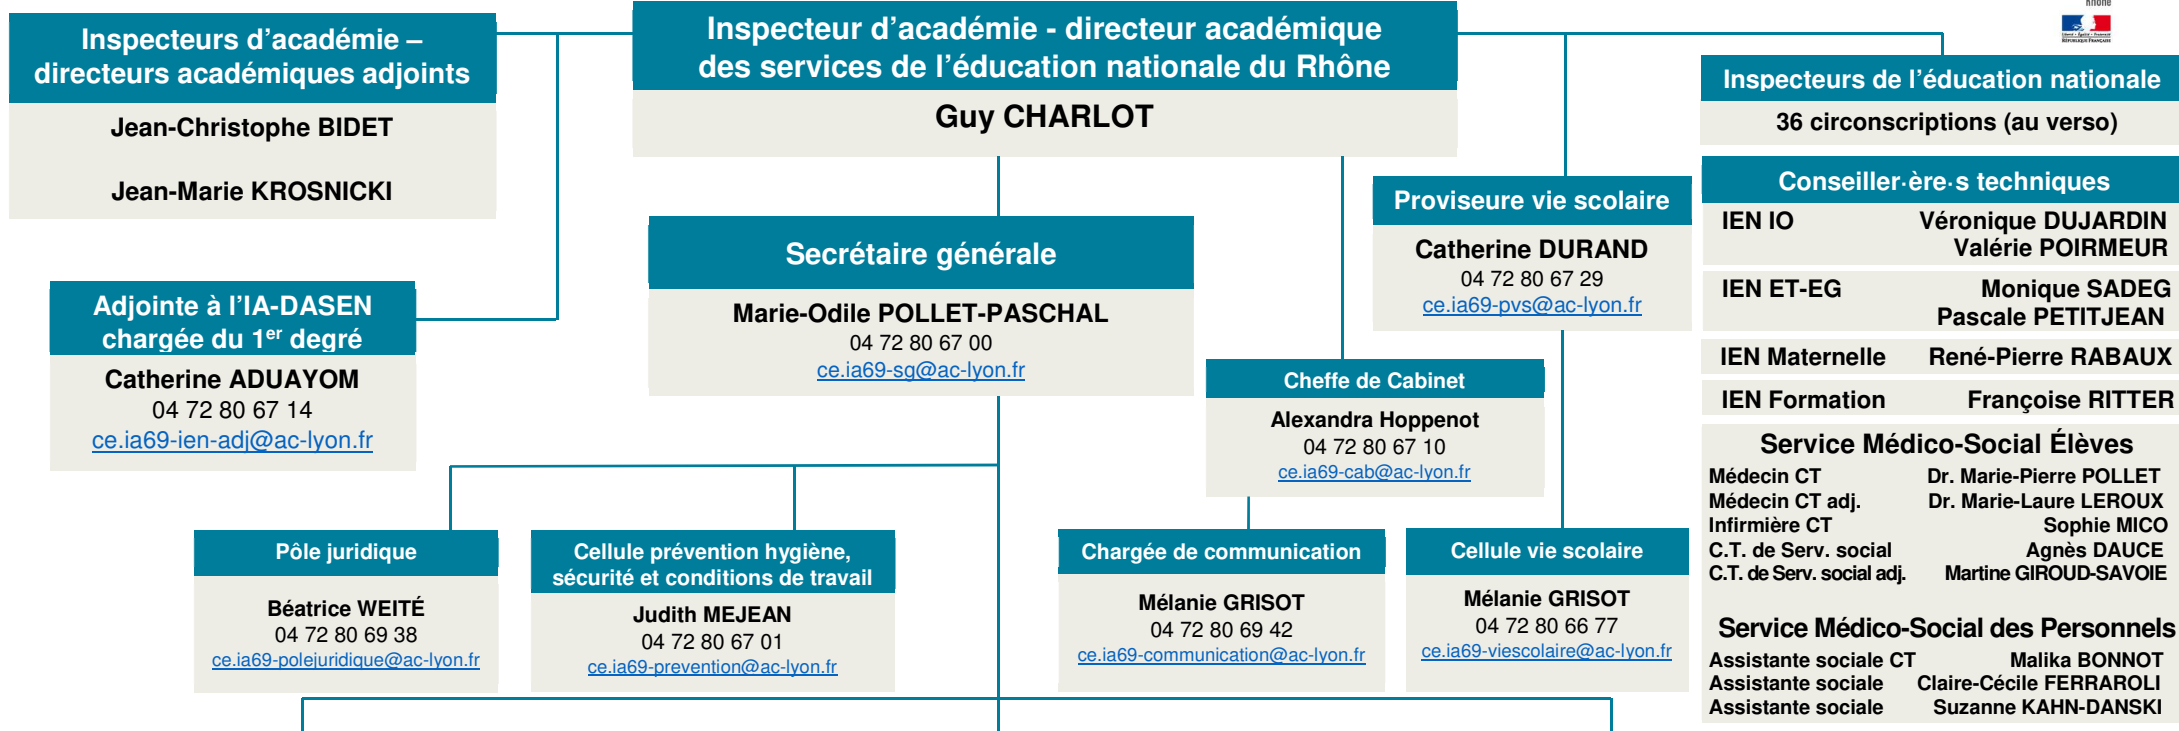 Rhône
Inspecteurs d'académie –
directeurs académiques adjoints
Jean-Christophe BIDET
Jean-Marie KROSNICKI
Inspecteur d'académie - directeur académique
des services de l'éducation nationale du Rhône
Guy CHARLOT
Inspecteurs de l'éducation nationale
36 circonscriptions (au verso)
Conseiller·ère·s techniques
IEN IO Véronique DUJARDIN
Valérie POIRMEUR
IEN ET-EG Monique SADEG
Pascale PETITJEAN
IEN Maternelle René-Pierre RABAUX
IEN Formation Françoise RITTER
Service Médico-Social Élèves
Médecin CT Dr. Marie-Pierre POLLET
Médecin CT adj. Dr. Marie-Laure LEROUX
Infirmière CT Sophie MICO
C.T. de Serv. social Agnès DAUCE
C.T. de Serv. social adj. Martine GIROUD-SAVOIE
Service Médico-Social des Personnels
Assistante sociale CT Malika BONNOT
Assistante sociale Claire-Cécile FERRAROLI
Assistante sociale Suzanne KAHN-DANSKI
Proviseure vie scolaire
Catherine DURAND
04 72 80 67 29
ce.ia69-pvs@ac-lyon.fr
Secrétaire générale
Marie-Odile POLLET-PASCHAL
04 72 80 67 00
ce.ia69-sg@ac-lyon.fr
Adjointe à l'IA-DASEN
chargée du 1er degré
Catherine ADUAYOM
04 72 80 67 14
ce.ia69-ien-adj@ac-lyon.fr
Cheffe de Cabinet
Alexandra Hoppenot
04 72 80 67 10
ce.ia69-cab@ac-lyon.fr
Pôle juridique
Béatrice WEITÉ
04 72 80 69 38
ce.ia69-polejuridique@ac-lyon.fr
Cellule prévention hygiène,
sécurité et conditions de travail
Judith MEJEAN
04 72 80 67 01
ce.ia69-prevention@ac-lyon.fr
Chargée de communication
Mélanie GRISOT
04 72 80 69 42
ce.ia69-communication@ac-lyon.fr
Cellule vie scolaire
Mélanie GRISOT
04 72 80 66 77
ce.ia69-viescolaire@ac-lyon.fr